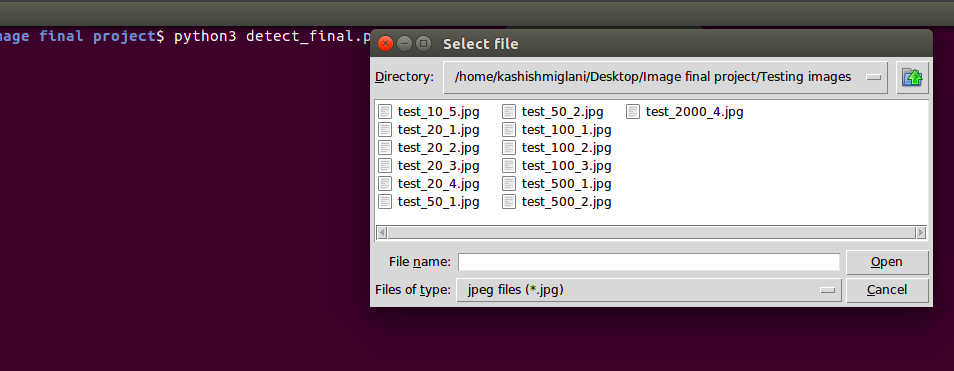 age final project$ python3 detect_final.p
Select file
Directory: /home/kashishmiglani/Desktop/Image final project/Testing images
test_10_5.jpg test_50_2.jpg test_2000_4.jpg
test_20_1.jpg test_100_1.jpg
test_20_2.jpg test_100_2.jpg
test_20_3.jpg test_100_3.jpg
test_20_4.jpg test_500_1.jpg
test_50_1.jpg test_500_2.jpg
File name: Open
Files of type: jpeg files (*.jpg) Cancel